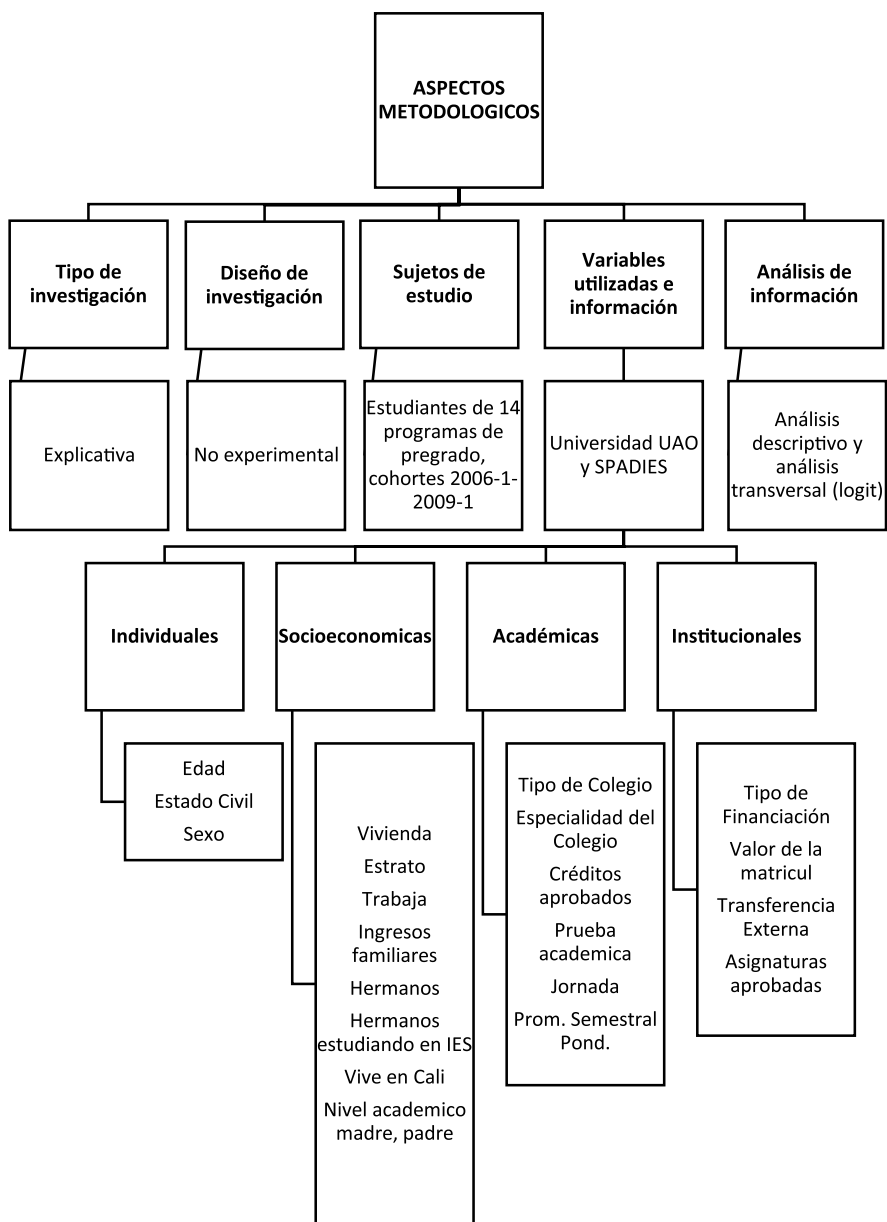 ASPECTOS
METODOLOGICOS
Tipo de
investigación
Diseño de
investigación
Sujetos de
estudio
Variables
utilizadas e
información
Análisis de
información
Explicativa
No experimental
Estudiantes de 14
programas de
pregrado,
cohortes 2006-1-
2009-1
Universidad UAO
y SPADIES
Análisis
descriptivo y
análisis
transversal (logit)
Individuales
Socioeconomicas
Académicas
Institucionales
Edad
Estado Civil
Sexo
Vivienda
Estrato
Trabaja
Ingresos
familiares
Hermanos
Hermanos
estudiando en IES
Vive en Cali
Nivel academico
madre, padre
Tipo de Colegio
Especialidad del
Colegio
Créditos
aprobados
Prueba
academica
Jornada
Prom. Semestral
Pond.
Tipo de
Financiación
Valor de la
matricul
Transferencia
Externa
Asignaturas
aprobadas